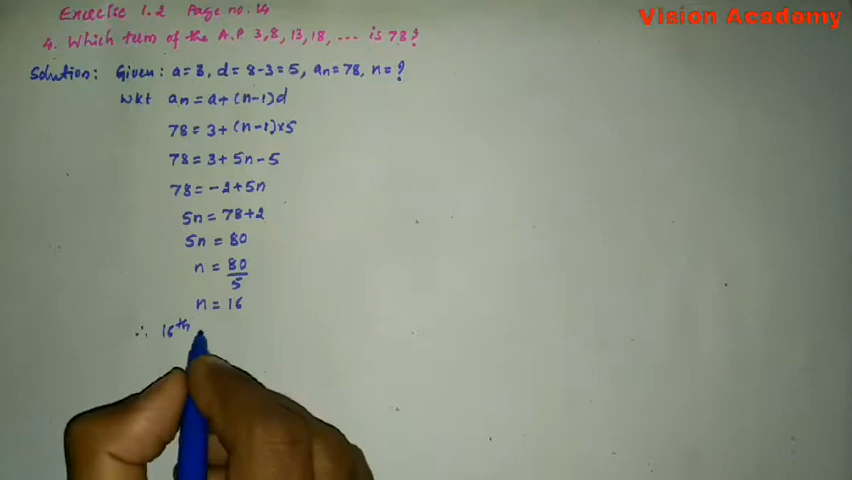 Exercise 1.2 Page no. 14
Vision Academy
4. Which term of the A.P 3, 8, 13, 18, ... is 78?
Solution: Given: a = 3, d = 8-3 = 5, an = 78, n = ?
WKT an = a + (n-1)d
78 = 3 + (n-1)×5
78 = 3 + 5n - 5
78 = -2 + 5n
5n = 78+2
5n = 80
n = 80/5
n = 16
∴ 16th